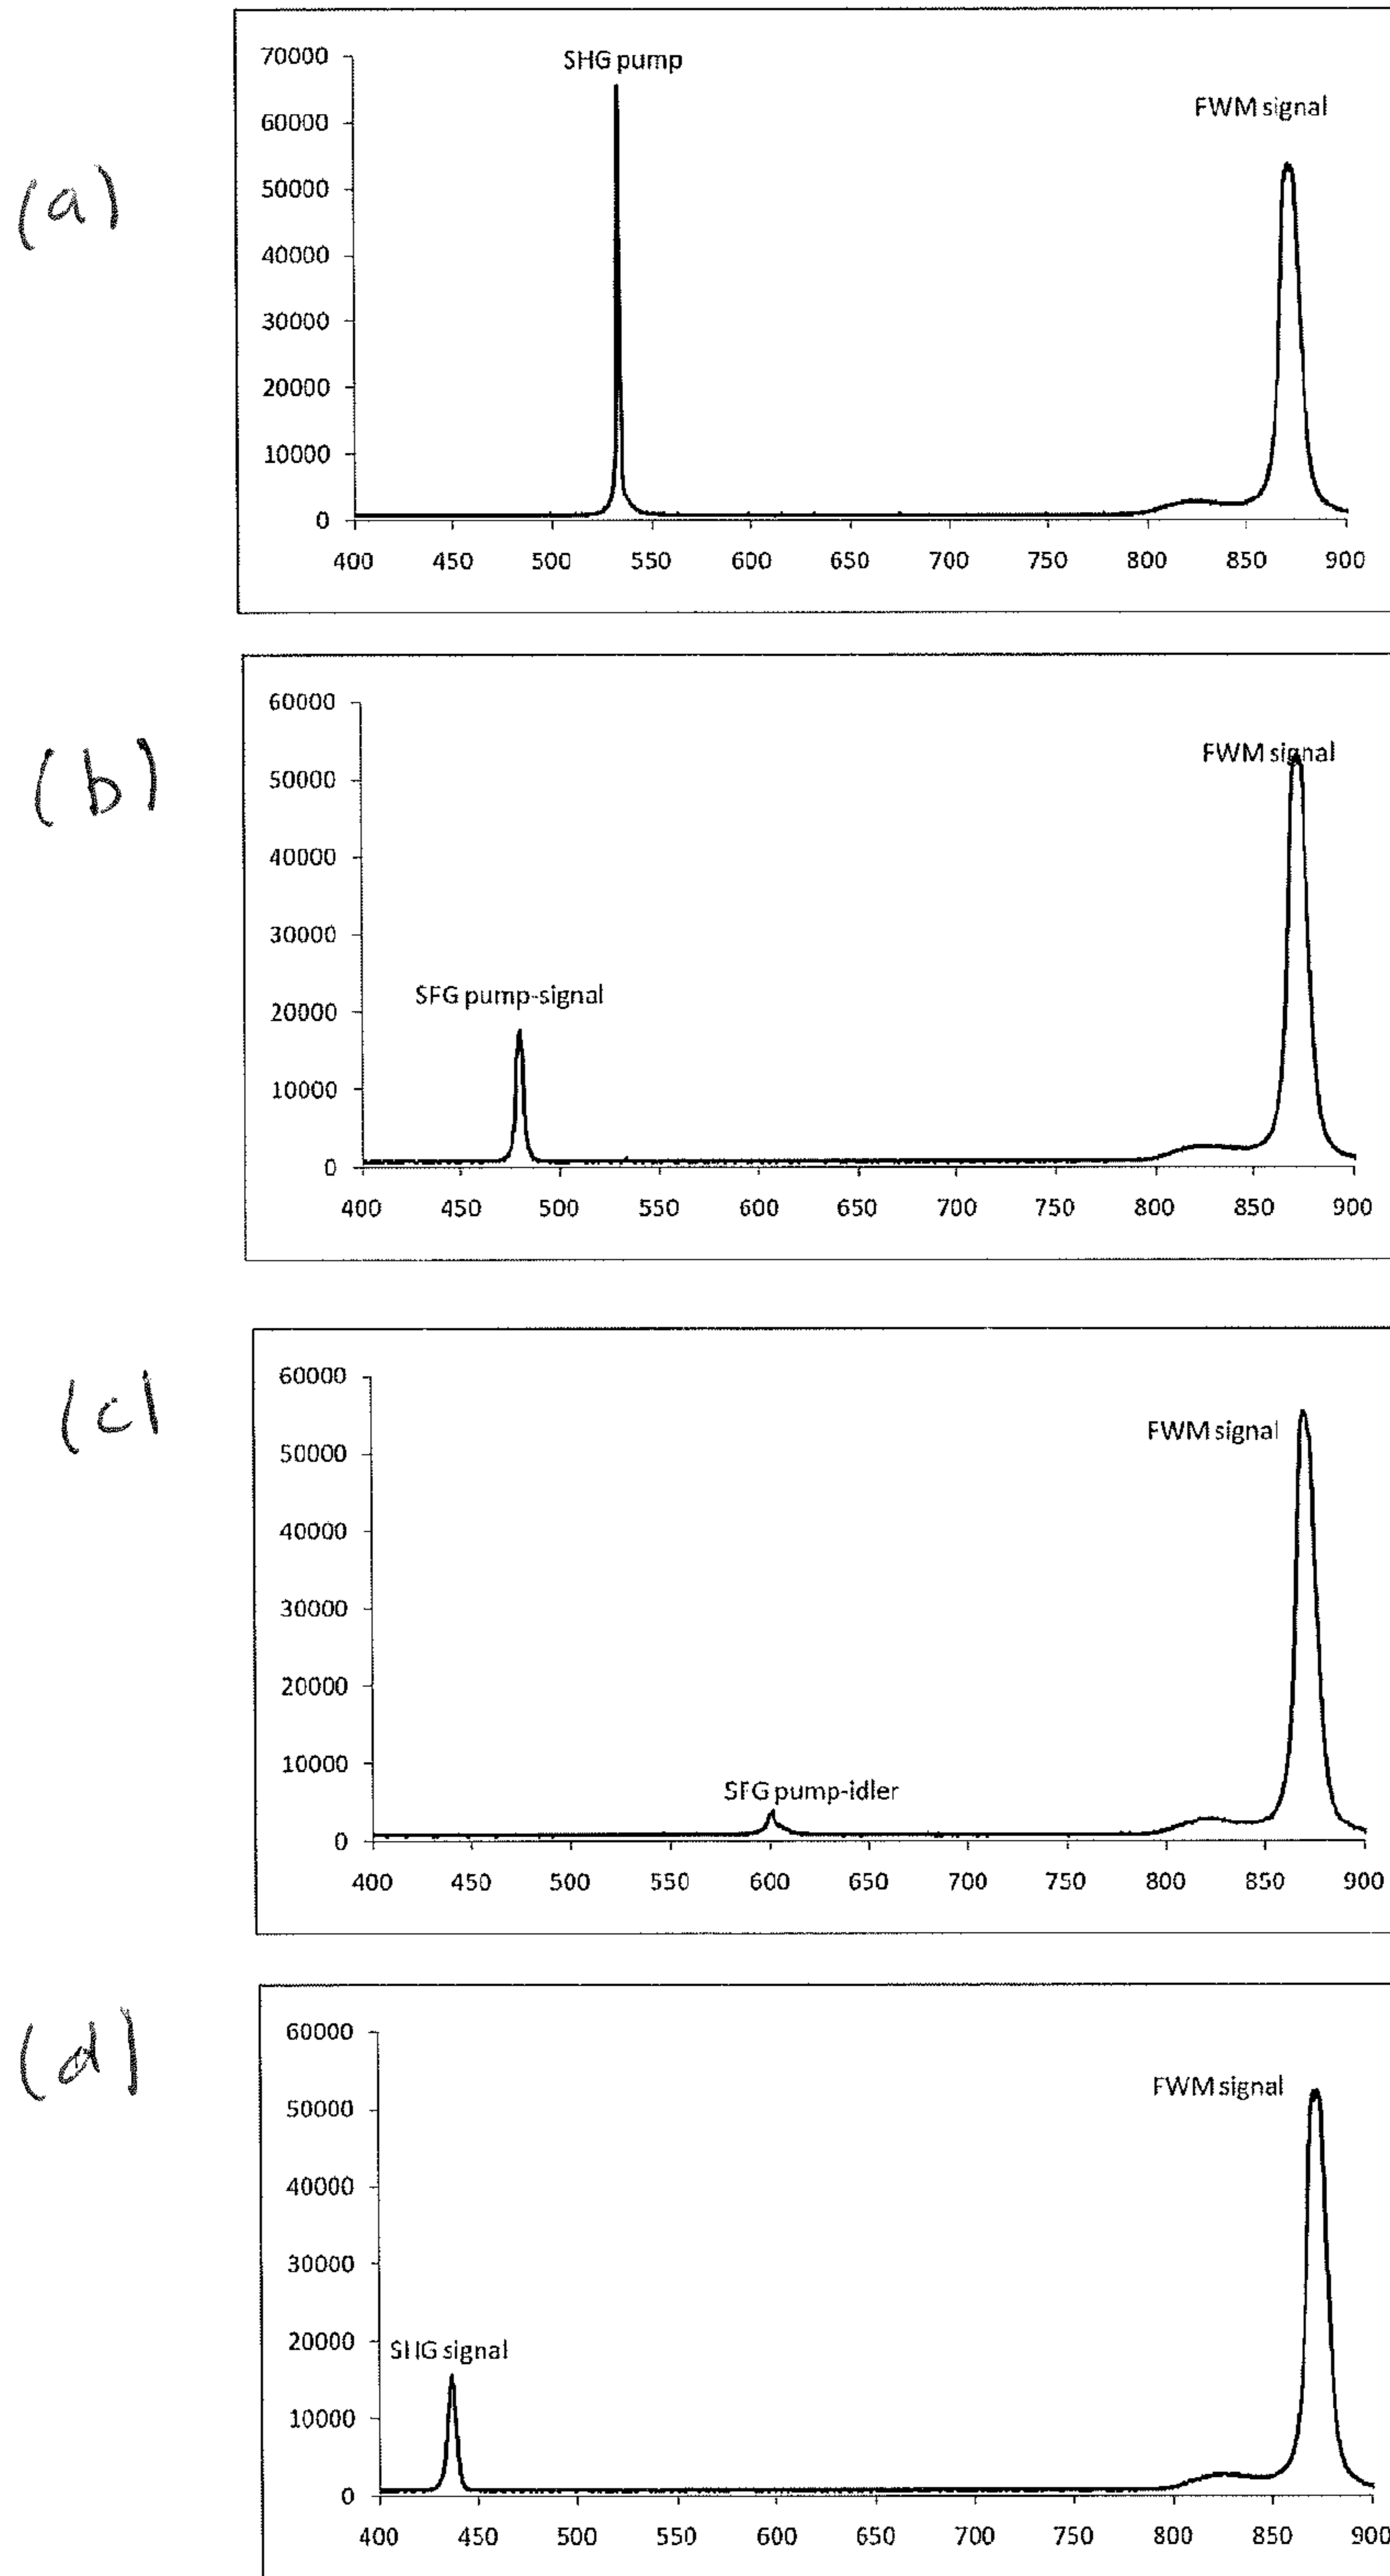 (a)
70000
SHG pump
60000
FWM signal
50000
40000
30000
20000
10000
0
400 450 500 550 600 650 700 750 800 850 900
(b)
60000
FWM signal
50000
40000
30000
SFG pump-signal
20000
10000
0
400 450 500 550 600 650 700 750 800 850 900
(c)
60000
FWM signal
50000
40000
30000
20000
10000
SFG pump-idler
0
400 450 500 550 600 650 700 750 800 850 900
(d)
60000
FWM signal
50000
40000
30000
20000
SHG signal
10000
0
400 450 500 550 600 650 700 750 800 850 900